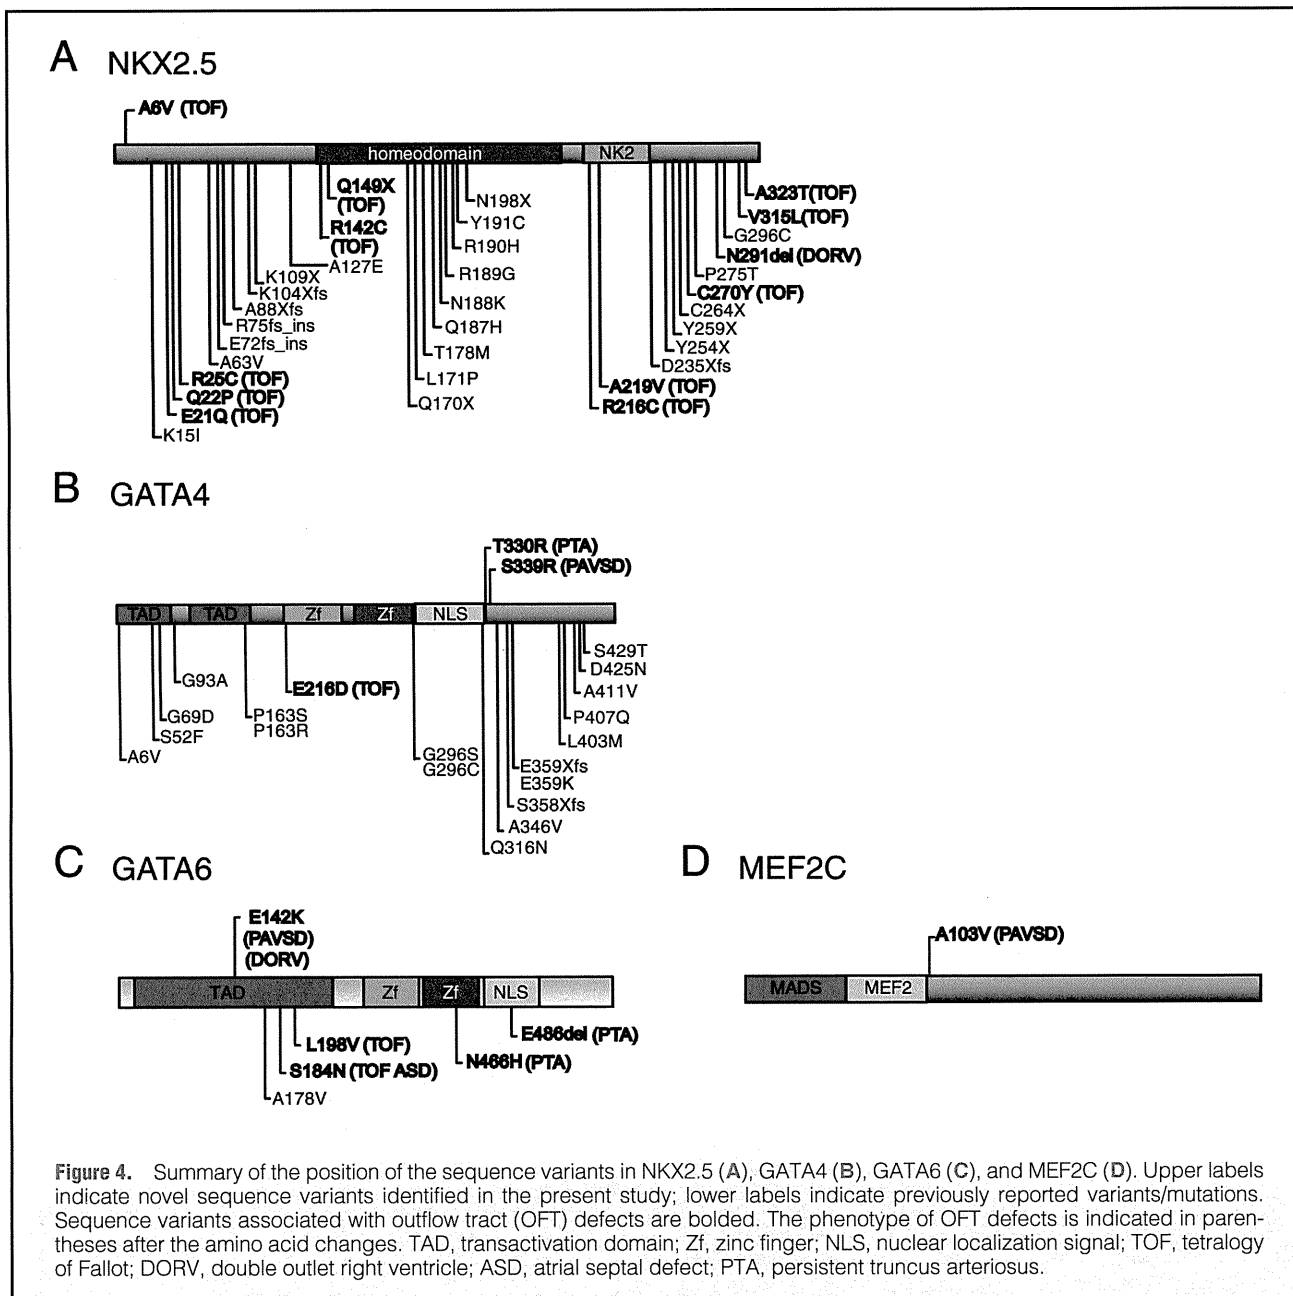 A NKX2.5
A6V (TOF)
homeodomain
NK2
Q149X
(TOF)
R142C
(TOF)
A127E
K109X
K104Xfs
A88Xfs
R75fs_ins
E72fs_ins
A63V
R25C (TOF)
Q22P (TOF)
E21Q (TOF)
K15I
N198X
Y191C
R190H
R189G
N188K
Q187H
T178M
L171P
Q170X
A323T(TOF)
V315L(TOF)
G296C
N291del (DORV)
P275T
C270Y (TOF)
C264X
Y259X
Y254X
D235Xfs
A219V (TOF)
R216C (TOF)
B GATA4
T330R (PTA)
S339R (PAVSD)
TAD
TAD
Zf
Zf
NLS
G93A
G69D
S52F
A6V
P163S
P163R
E216D (TOF)
G296S
G296C
S429T
D425N
A411V
P407Q
L403M
E359Xfs
E359K
S358Xfs
A346V
Q316N
C GATA6
E142K
(PAVSD)
(DORV)
TAD
Zf
Zf
NLS
L198V (TOF)
S184N (TOF ASD)
A178V
E486del (PTA)
N466H (PTA)
D MEF2C
A103V (PAVSD)
MADS
MEF2
Figure 4. Summary of the position of the sequence variants in NKX2.5 (A), GATA4 (B), GATA6 (C), and MEF2C (D). Upper labels
indicate novel sequence variants identified in the present study; lower labels indicate previously reported variants/mutations.
Sequence variants associated with outflow tract (OFT) defects are bolded. The phenotype of OFT defects is indicated in paren-
theses after the amino acid changes. TAD, transactivation domain; Zf, zinc finger; NLS, nuclear localization signal; TOF, tetralogy
of Fallot; DORV, double outlet right ventricle; ASD, atrial septal defect; PTA, persistent truncus arteriosus.